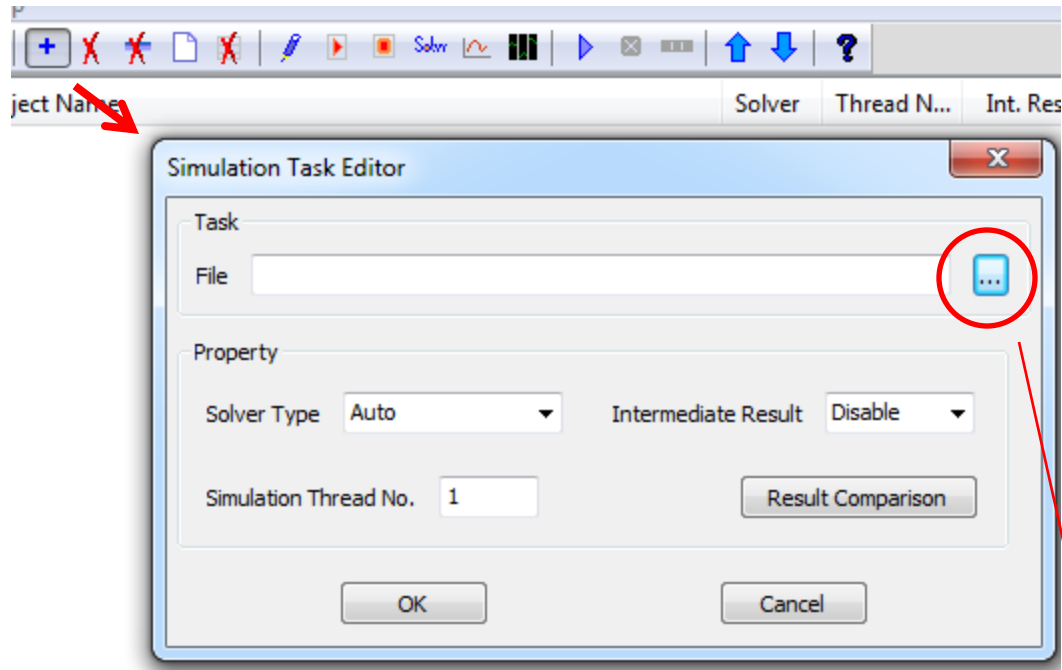 Solver
ject Name Solver Thread N... Int. Res
Simulation Task Editor
Task
File ...
Property
Solver Type Auto Intermediate Result Disable
Simulation Thread No. 1 Result Comparison
OK Cancel